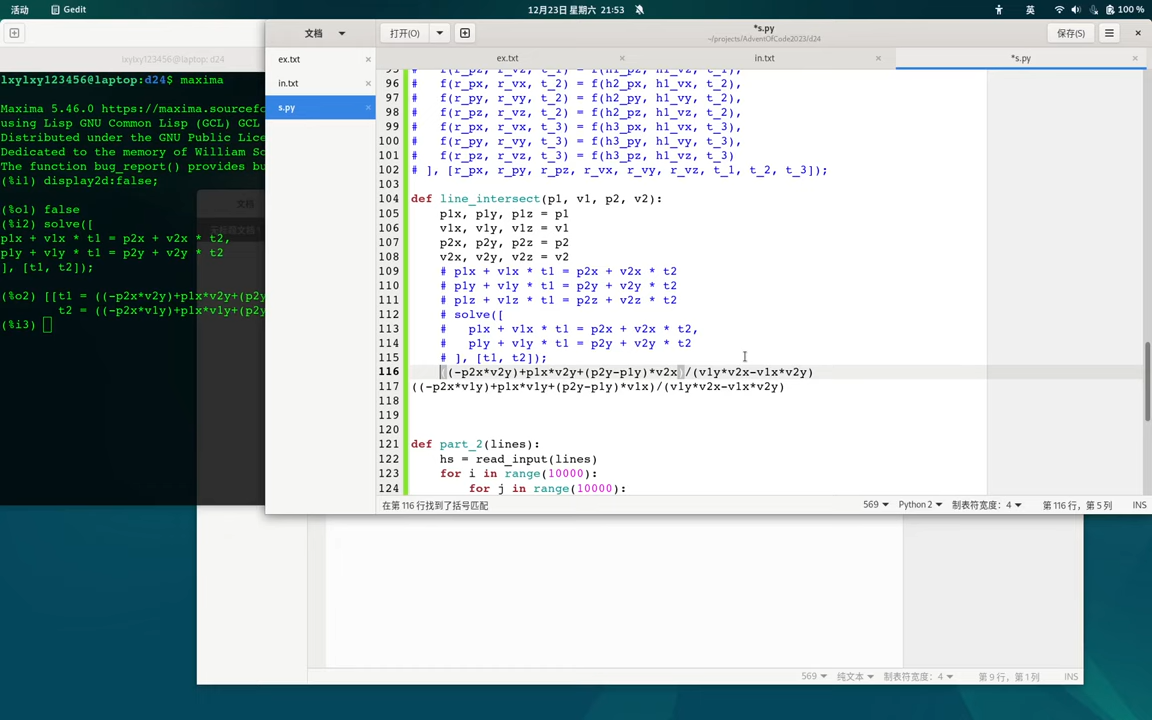 活动
Gedit
12月23日 星期六 21:53
英
100 %
lxylxy123456@laptop: d24
lxylxy123456@laptop:d24$ maxima
Maxima 5.46.0 https://maxima.sourcefo
using Lisp GNU Common Lisp (GCL) GCL
Distributed under the GNU Public Lice
Dedicated to the memory of William Sc
The function bug_report() provides bu
(%i1) display2d:false;
(%o1) false
(%i2) solve([
p1x + v1x * t1 = p2x + v2x * t2,
p1y + v1y * t1 = p2y + v2y * t2
], [t1, t2]);
(%o2) [[t1 = ((-p2x*v2y)+p1x*v2y+(p2y
t2 = ((-p2x*v1y)+p1x*v1y+(p2y
(%i3)
文档
打开(O)
*s.py
~/projects/AdventOfCode2023/d24
保存(S)
ex.txt
in.txt
s.py
ex.txt
in.txt
*s.py
95 # f(r_px, r_vz, t_1) = f(h1_pz, h1_vz, t_1),
96 # f(r_px, r_vx, t_2) = f(h2_px, h1_vx, t_2),
97 # f(r_py, r_vy, t_2) = f(h2_py, h1_vy, t_2),
98 # f(r_pz, r_vz, t_2) = f(h2_pz, h1_vz, t_2),
99 # f(r_px, r_vx, t_3) = f(h3_px, h1_vx, t_3),
100 # f(r_py, r_vy, t_3) = f(h3_py, h1_vy, t_3),
101 # f(r_pz, r_vz, t_3) = f(h3_pz, h1_vz, t_3)
102 # ], [r_px, r_py, r_pz, r_vx, r_vy, r_vz, t_1, t_2, t_3]);
103
104 def line_intersect(p1, v1, p2, v2):
105 p1x, p1y, p1z = p1
106 v1x, v1y, v1z = v1
107 p2x, p2y, p2z = p2
108 v2x, v2y, v2z = v2
109 # p1x + v1x * t1 = p2x + v2x * t2
110 # p1y + v1y * t1 = p2y + v2y * t2
111 # p1z + v1z * t1 = p2z + v2z * t2
112 # solve([
113 # p1x + v1x * t1 = p2x + v2x * t2,
114 # p1y + v1y * t1 = p2y + v2y * t2
115 # ], [t1, t2]);
116 ((-p2x*v2y)+p1x*v2y+(p2y-p1y)*v2x)/(v1y*v2x-v1x*v2y)
117 ((-p2x*v1y)+p1x*v1y+(p2y-p1y)*v1x)/(v1y*v2x-v1x*v2y)
118
119
120
121 def part_2(lines):
122 hs = read_input(lines)
123 for i in range(10000):
124 for j in range(10000):
在第 116 行找到了括号匹配
569
Python 2
制表符宽度：4
第 116 行，第 5 列
INS
569
纯文本
制表符宽度：4
第 9 行，第 1 列
INS